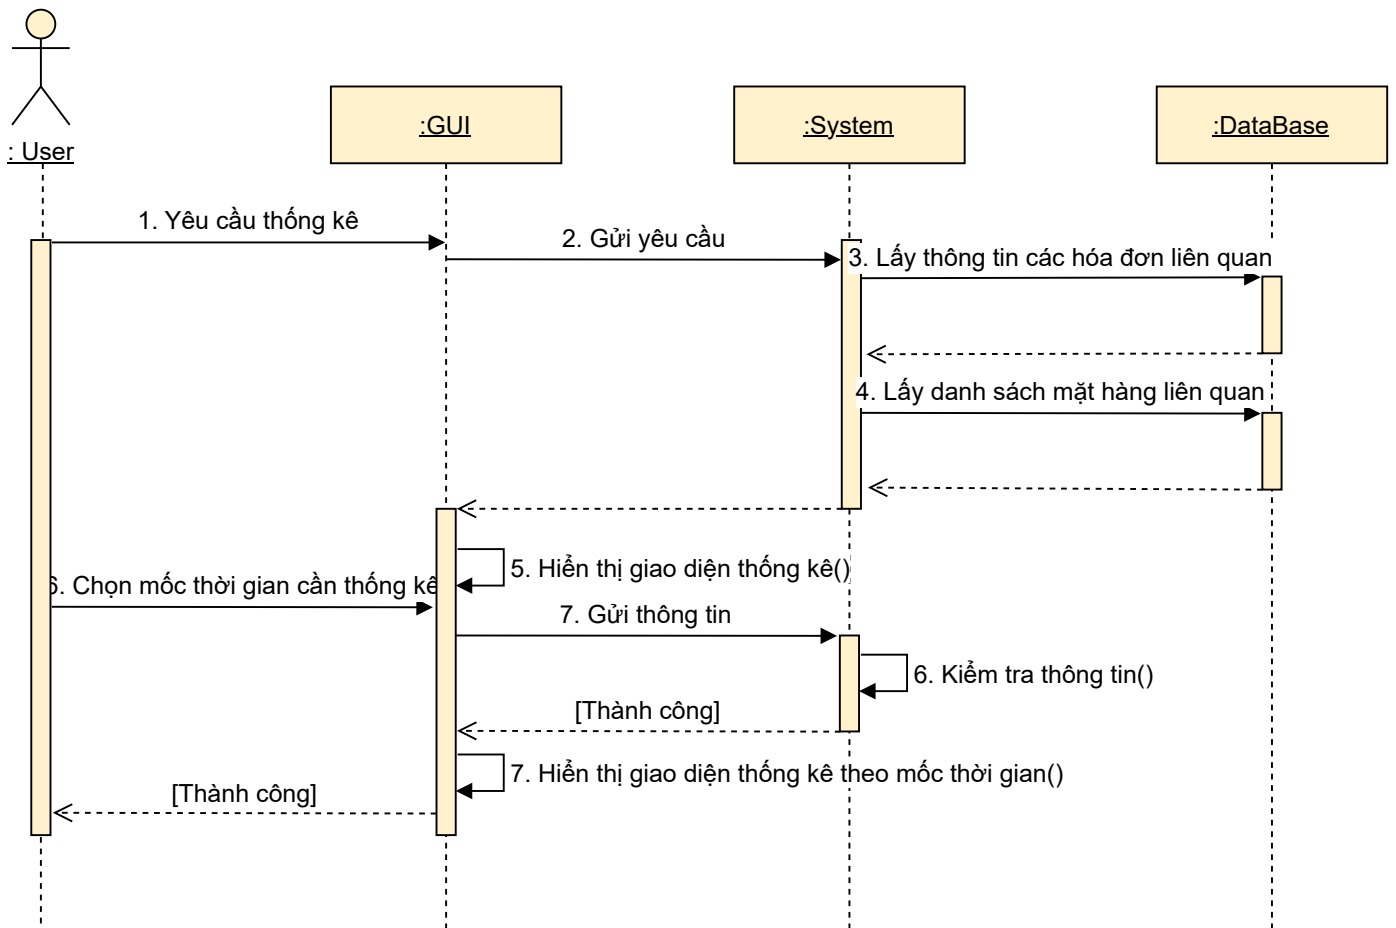 : User
:GUI
:System
:DataBase
1. Yêu cầu thống kê
2. Gửi yêu cầu
3. Lấy thông tin các hóa đơn liên quan
4. Lấy danh sách mặt hàng liên quan
5. Hiển thị giao diện thống kê()
6. Chọn mốc thời gian cần thống kê
7. Gửi thông tin
6. Kiểm tra thông tin()
[Thành công]
7. Hiển thị giao diện thống kê theo mốc thời gian()
[Thành công]